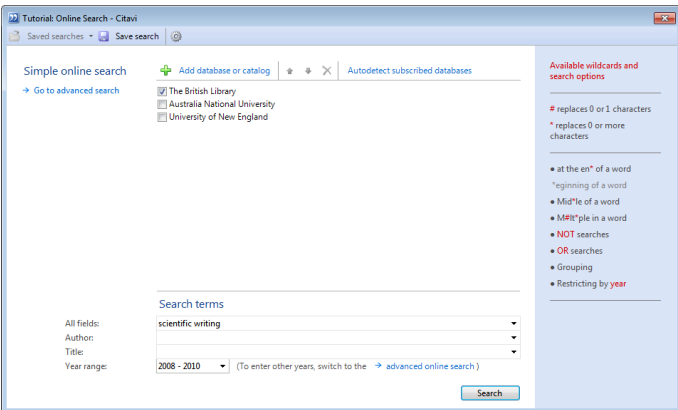 Tutorial: Online Search - Citavi
Saved searches Save search
Simple online search
→ Go to advanced search
Add database or catalog Autodetect subscribed databases
The British Library
Australia National University
University of New England
Search terms
All fields: scientific writing
Author:
Title:
Year range: 2008 - 2010 (To enter other years, switch to the → advanced online search )
Search
Available wildcards and
search options
# replaces 0 or 1 characters
* replaces 0 or more
characters
• at the en* of a word
*eginning of a word
• Mid*le of a word
• M#lt*ple in a word
• NOT searches
• OR searches
• Grouping
• Restricting by year